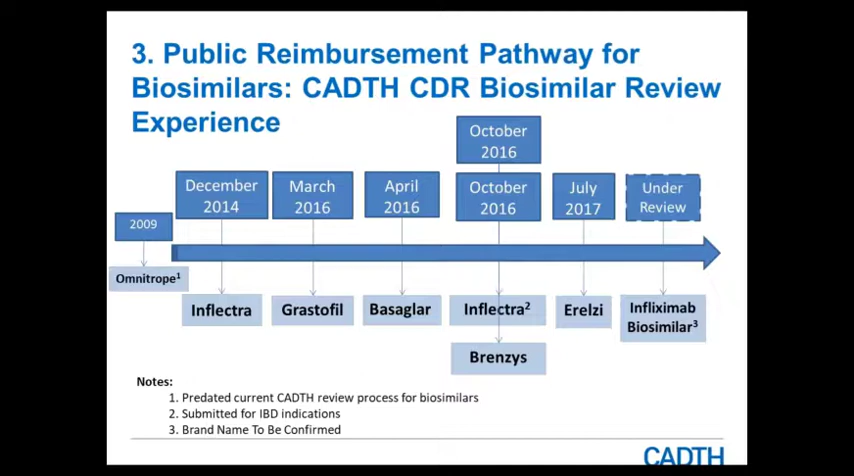 3. Public Reimbursement Pathway for
Biosimilars: CADTH CDR Biosimilar Review
Experience
October
2016
December
2014
March
2016
April
2016
October
2016
July
2017
Under
Review
2009
Omnitrope¹
Inflectra
Grastofil
Basaglar
Inflectra²
Erelzi
Infliximab
Biosimilar³
Brenzys
Notes:
1. Predated current CADTH review process for biosimilars
2. Submitted for IBD indications
3. Brand Name To Be Confirmed
CADTH